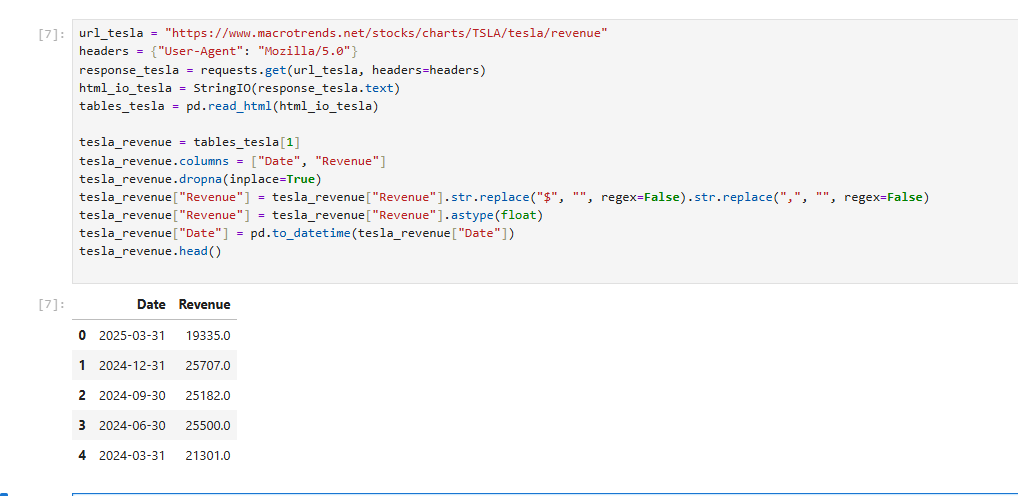 [7]: url_tesla = "https://www.macrotrends.net/stocks/charts/TSLA/tesla/revenue"
headers = {"User-Agent": "Mozilla/5.0"}
response_tesla = requests.get(url_tesla, headers=headers)
html_io_tesla = StringIO(response_tesla.text)
tables_tesla = pd.read_html(html_io_tesla)
tesla_revenue = tables_tesla[1]
tesla_revenue.columns = ["Date", "Revenue"]
tesla_revenue.dropna(inplace=True)
tesla_revenue["Revenue"] = tesla_revenue["Revenue"].str.replace("$", "", regex=False).str.replace(",", "", regex=False)
tesla_revenue["Revenue"] = tesla_revenue["Revenue"].astype(float)
tesla_revenue["Date"] = pd.to_datetime(tesla_revenue["Date"])
tesla_revenue.head()
[7]: Date Revenue
0 2025-03-31 19335.0
1 2024-12-31 25707.0
2 2024-09-30 25182.0
3 2024-06-30 25500.0
4 2024-03-31 21301.0